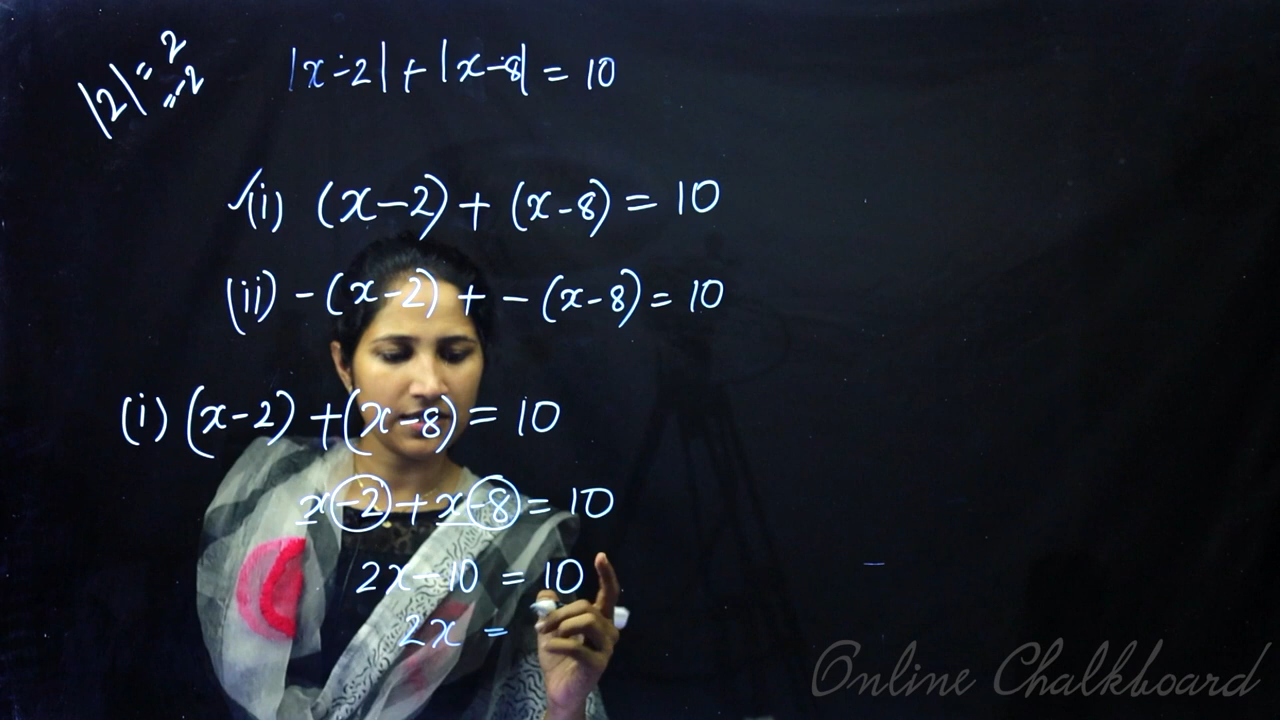 |2| = 2
= -2
|x-2| + |x-8| = 10
(i) (x-2) + (x-8) = 10
(ii) -(x-2) + -(x-8) = 10
(i) (x-2) + (x-8) = 10
x-2 + x-8 = 10
2x-10 = 10
2x =
Online Chalkboard